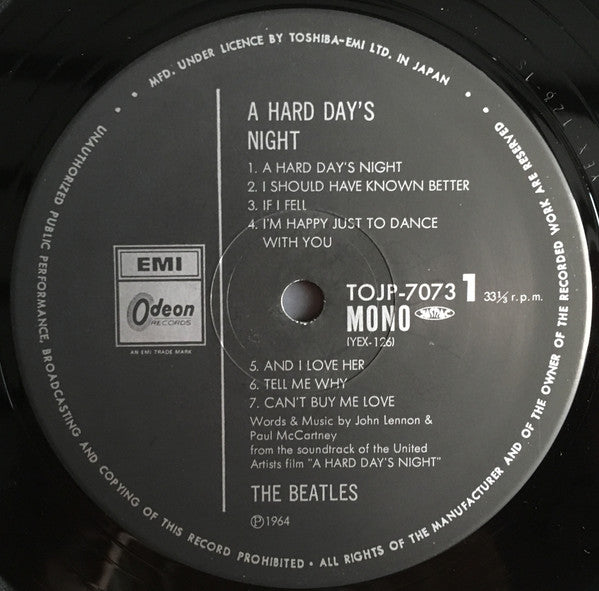 MFD. UNDER LICENCE BY TOSHIBA-EMI LTD. IN JAPAN
A HARD DAY'S
NIGHT
1. A HARD DAY'S NIGHT
2. I SHOULD HAVE KNOWN BETTER
3. IF I FELL
4. I'M HAPPY JUST TO DANCE
WITH YOU
EMI
Odeon
RECORDS
AN EMI TRADE MARK
TOJP-7073 1 33⅓ r.p.m.
MONO
(YEX-126)
5. AND I LOVE HER
6. TELL ME WHY
7. CAN'T BUY ME LOVE
Words & Music by John Lennon &
Paul McCartney
from the soundtrack of the United
Artists film "A HARD DAY'S NIGHT"
THE BEATLES
Ⓟ1964
UNAUTHORIZED PUBLIC PERFORMANCE, BROADCASTING AND COPYING OF THIS RECORD PROHIBITED • ALL RIGHTS OF THE MANUFACTURER AND OF THE OWNER OF THE RECORDED WORK ARE RESERVED